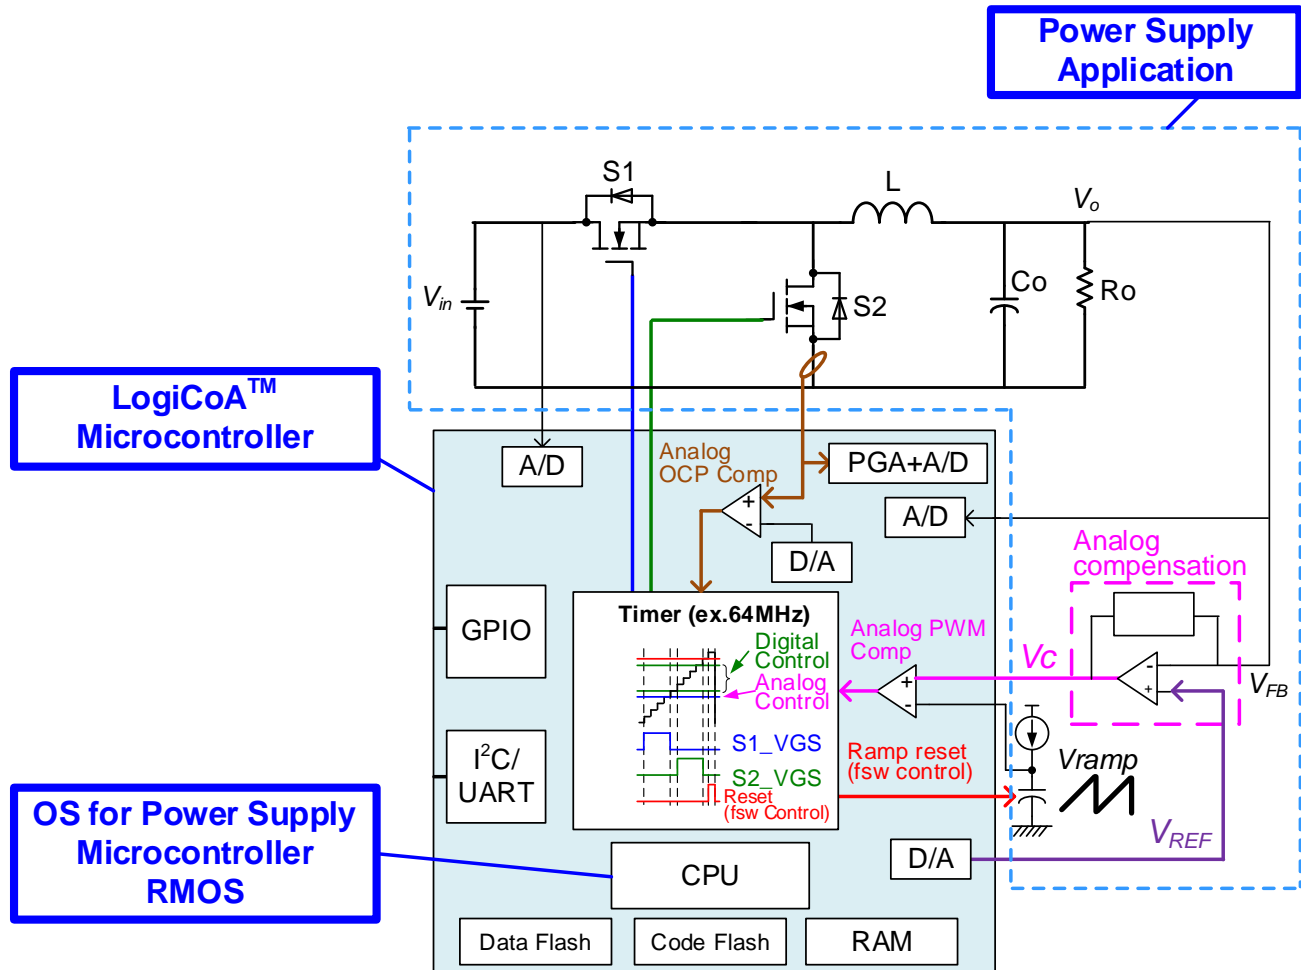 Power Supply
Application
S1
L
Vo
Vin
S2
Co
Ro
LogiCoA™
Microcontroller
A/D
Analog
OCP Comp
PGA+A/D
+
-
A/D
D/A
Analog
compensation
GPIO
Timer (ex.64MHz)
Digital
Control
Analog
Control
Analog PWM
Comp
Vc
+
-
-
+
VFB
S1_VGS
S2_VGS
Reset
(fsw Control)
Ramp reset
(fsw control)
Vramp
I²C/
UART
OS for Power Supply
Microcontroller
RMOS
VREF
D/A
CPU
Data Flash
Code Flash
RAM